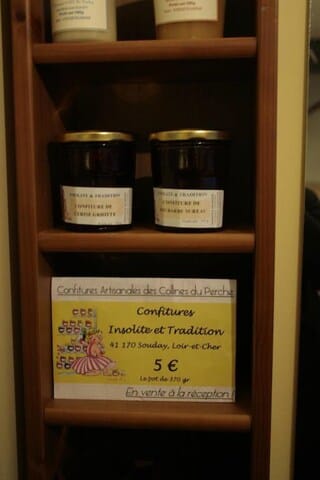 INSOLITE & TRADITION
CONFITURE DE
CERISE GRIOTTE
INSOLITE & TRADITION
CONFITURE DE
RHUBARBE SUREAU
Confitures Artisanales des Collines du Perche
Confitures
Insolite et Tradition
41 170 Souday, Loir-et-Cher
5 €
Le pot de 370 gr
En vente à la réception !